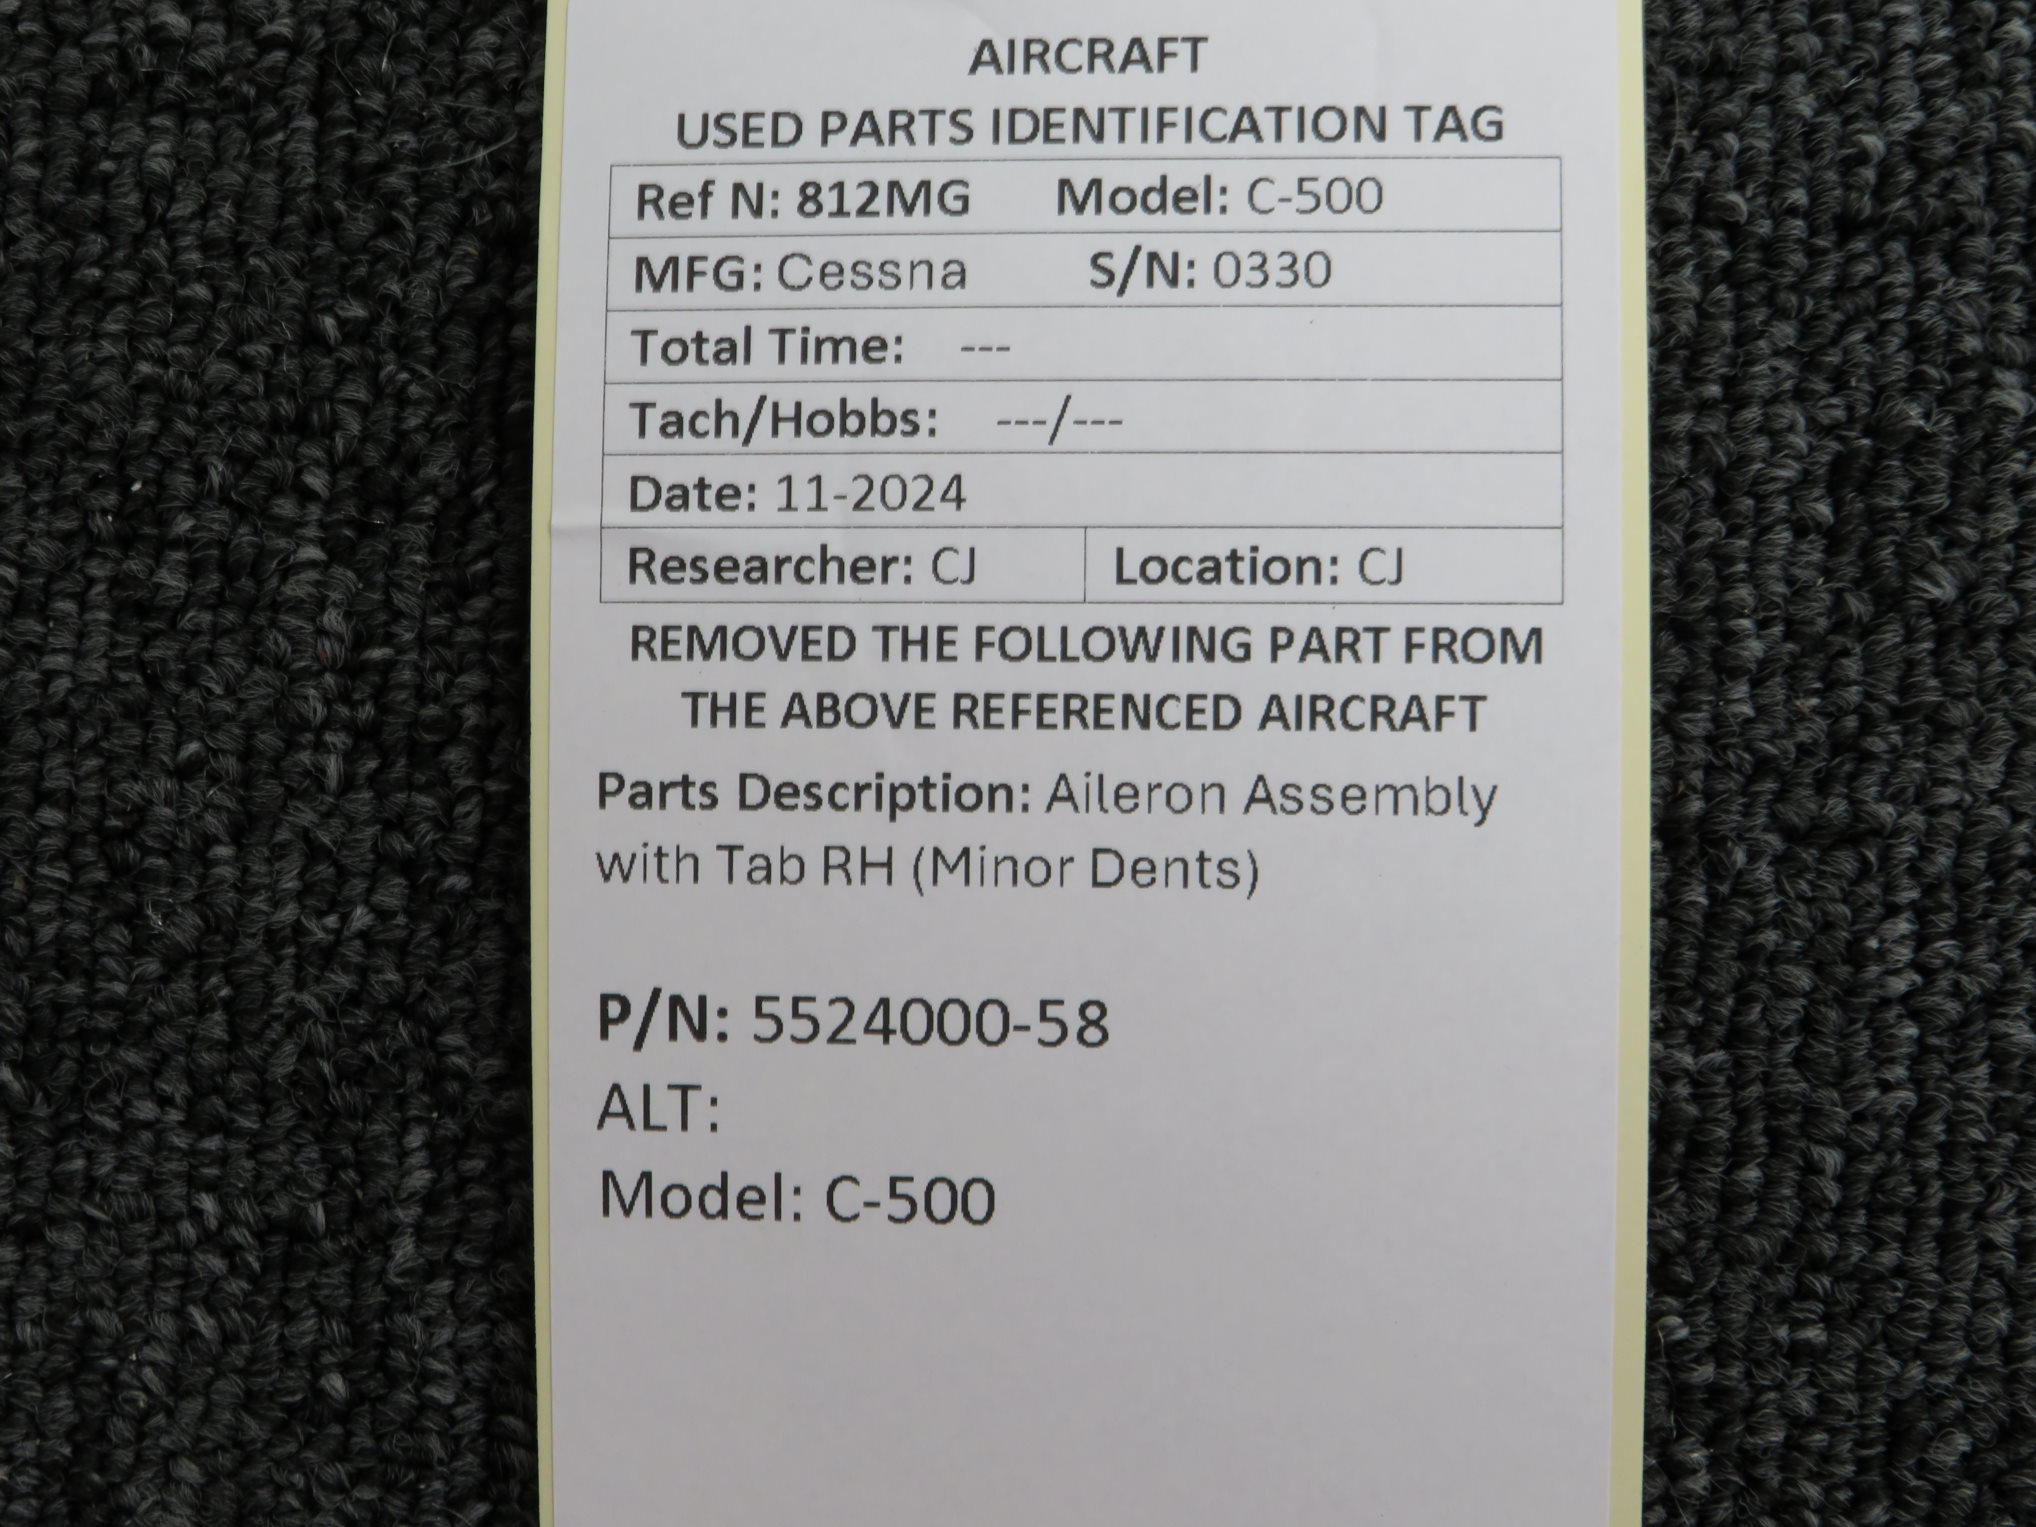 AIRCRAFT
USED PARTS IDENTIFICATION TAG
Ref N: 812MG Model: C-500
MFG: Cessna S/N: 0330
Total Time: ---
Tach/Hobbs: ---/---
Date: 11-2024
Researcher: CJ Location: CJ
REMOVED THE FOLLOWING PART FROM
THE ABOVE REFERENCED AIRCRAFT
Parts Description: Aileron Assembly
with Tab RH (Minor Dents)
P/N: 5524000-58
ALT:
Model: C-500